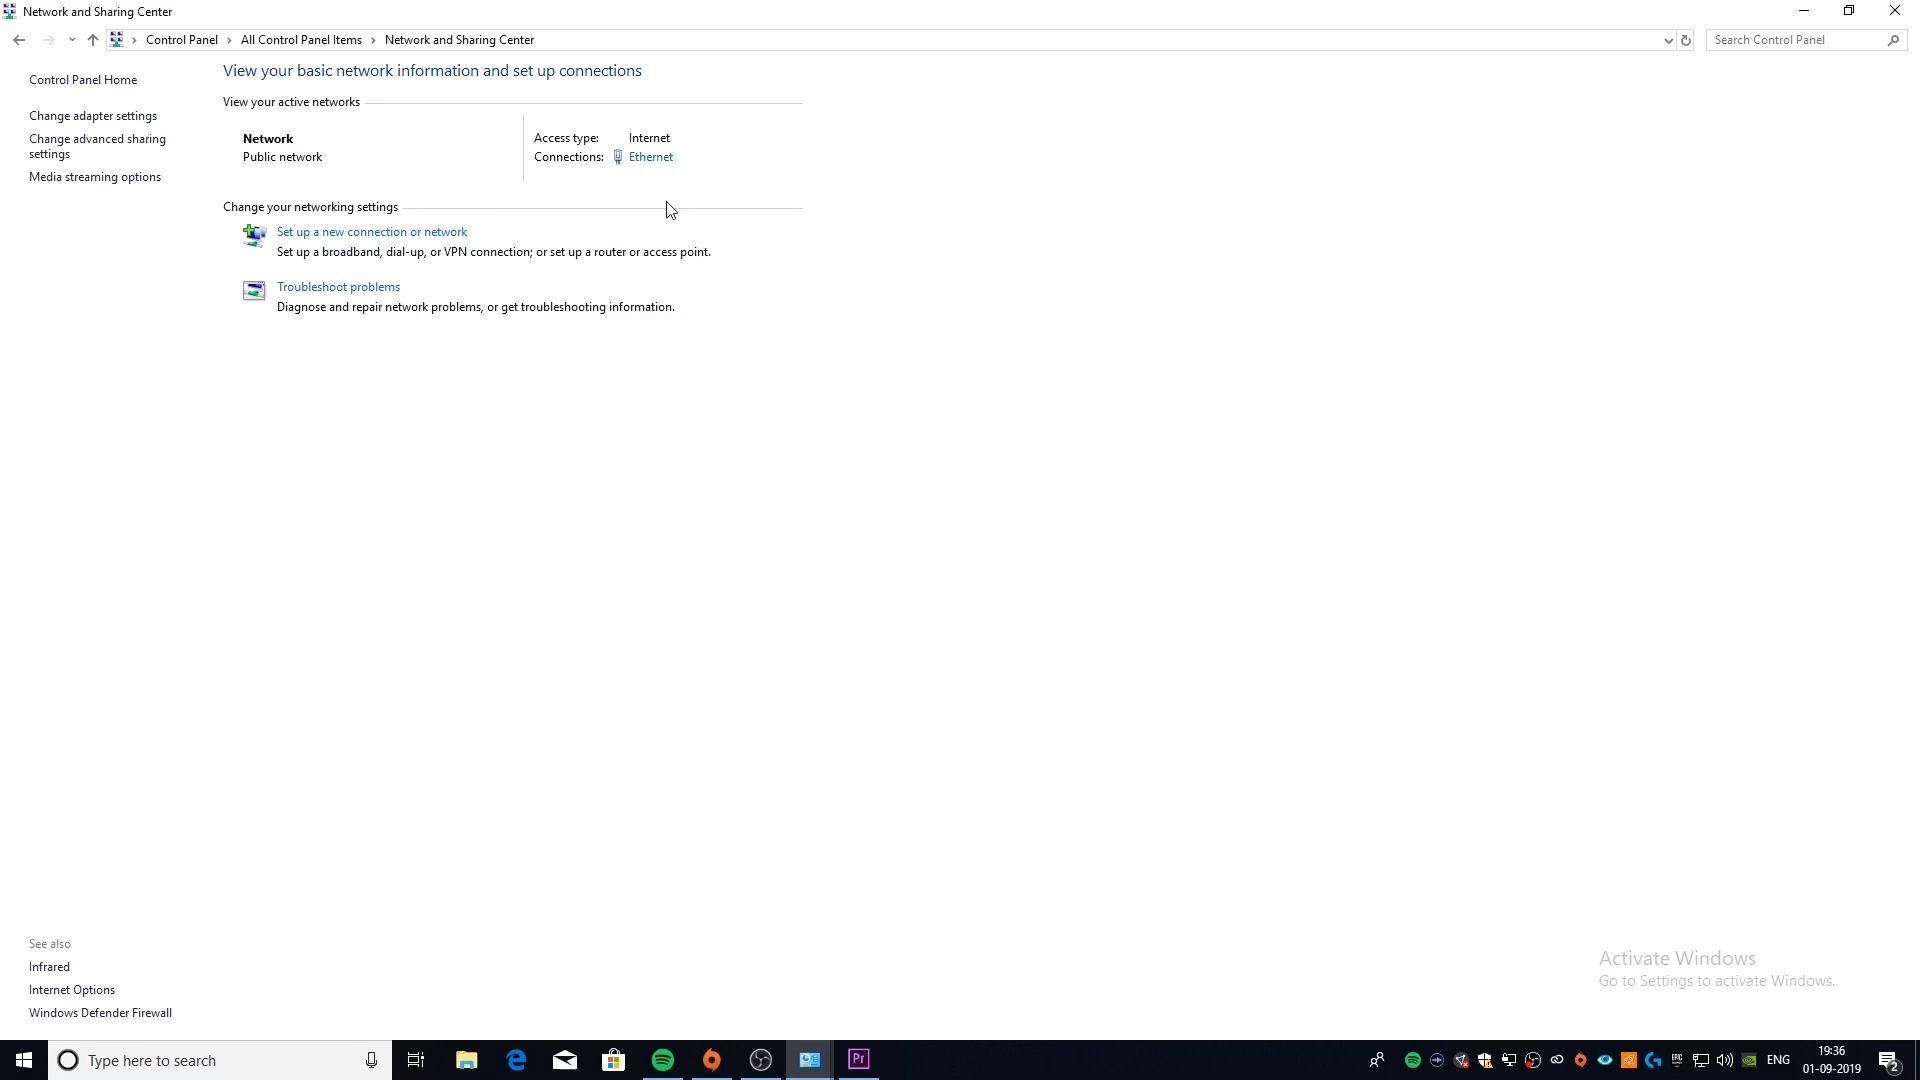 Network and Sharing Center
Control Panel
All Control Panel Items
Network and Sharing Center
Search Control Panel
Control Panel Home
Change adapter settings
Change advanced sharing
settings
Media streaming options
View your basic network information and set up connections
View your active networks
Network
Public network
Access type: Internet
Connections: Ethernet
Change your networking settings
Set up a new connection or network
Set up a broadband, dial-up, or VPN connection; or set up a router or access point.
Troubleshoot problems
Diagnose and repair network problems, or get troubleshooting information.
See also
Infrared
Internet Options
Windows Defender Firewall
Activate Windows
Go to Settings to activate Windows.
Type here to search
Pr
EPIC
ENG
19:36
01-09-2019
2